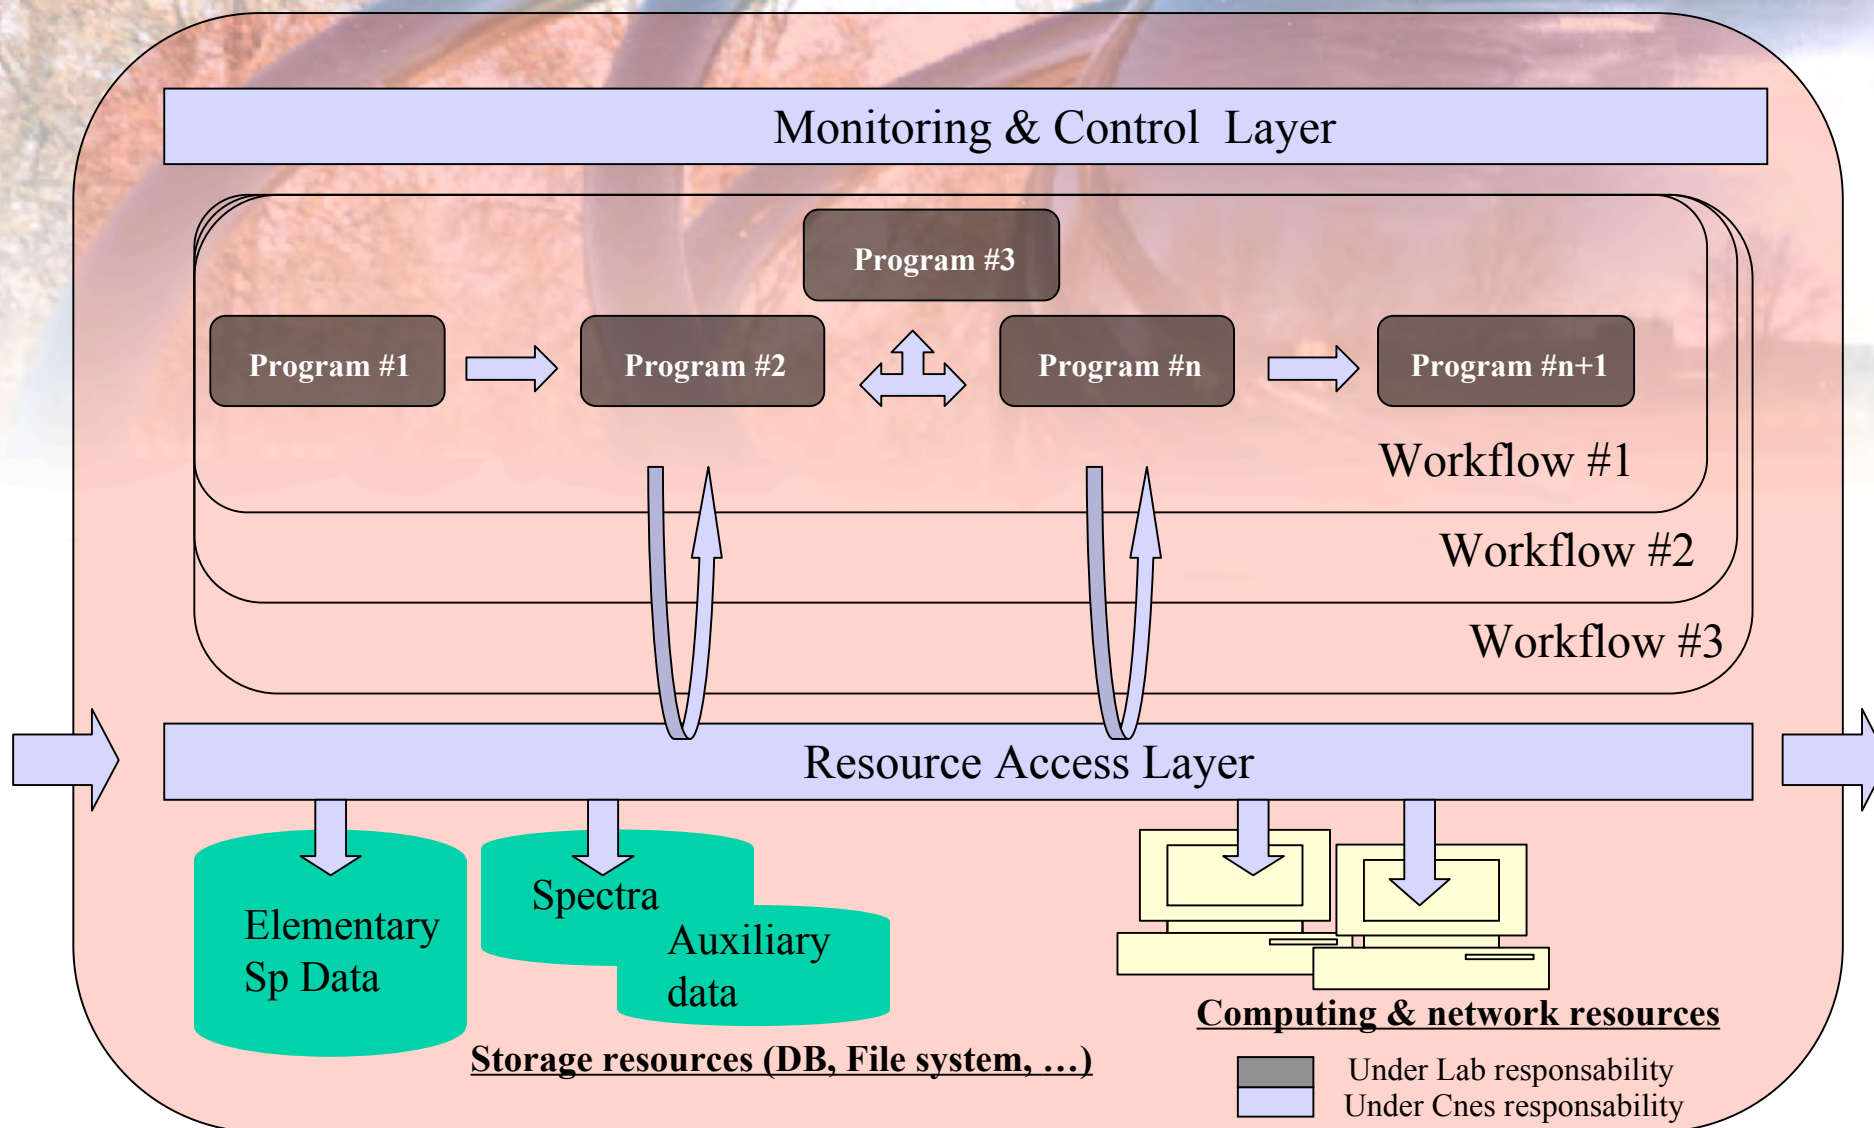 Monitoring & Control  Layer
Program #3
Program #1
Program #2
Program #n
Program #n+1
Workflow #1
Workflow #2
Workflow #3
Resource Access Layer
Elementary
Sp Data
Spectra
Auxiliary
data
Computing & network resources
Storage resources (DB, File system, …)
Under Lab responsability
Under Cnes responsability